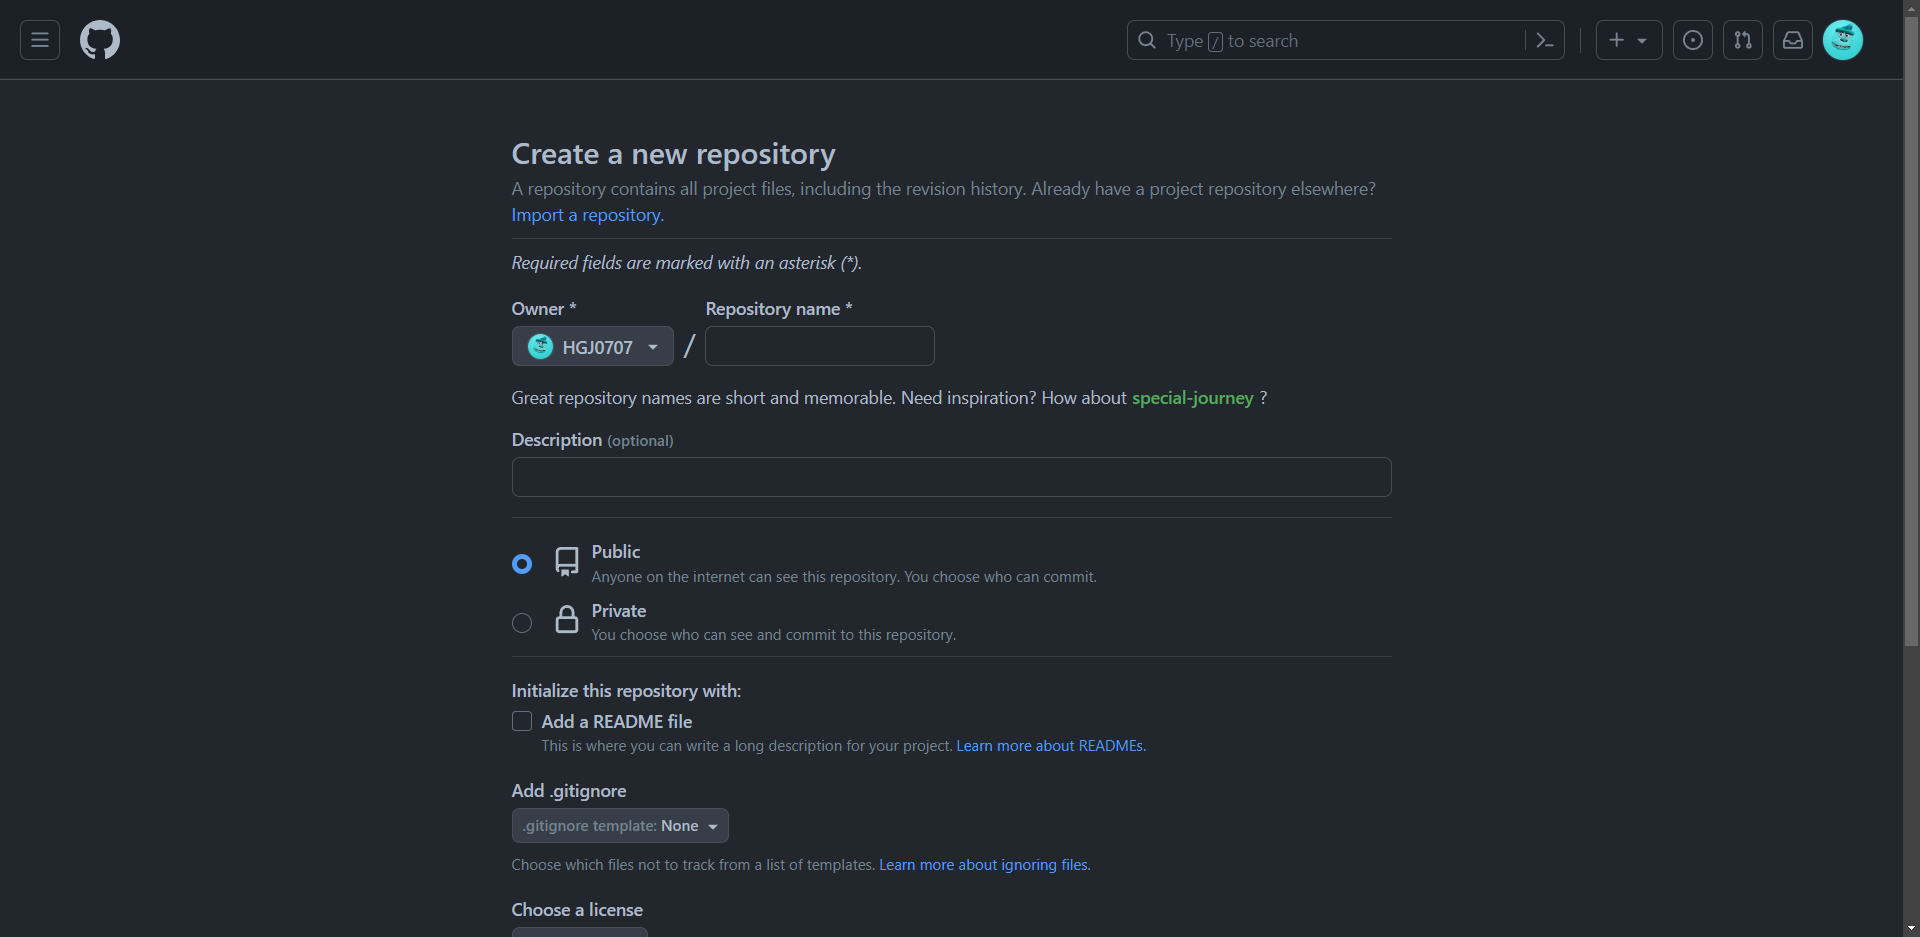 Type / to search
Create a new repository
A repository contains all project files, including the revision history. Already have a project repository elsewhere?
Import a repository.
Required fields are marked with an asterisk (*).
Owner * Repository name *
HGJ0707 /
Great repository names are short and memorable. Need inspiration? How about special-journey ?
Description (optional)
Public
Anyone on the internet can see this repository. You choose who can commit.
Private
You choose who can see and commit to this repository.
Initialize this repository with:
Add a README file
This is where you can write a long description for your project. Learn more about READMEs.
Add .gitignore
.gitignore template: None
Choose which files not to track from a list of templates. Learn more about ignoring files.
Choose a license